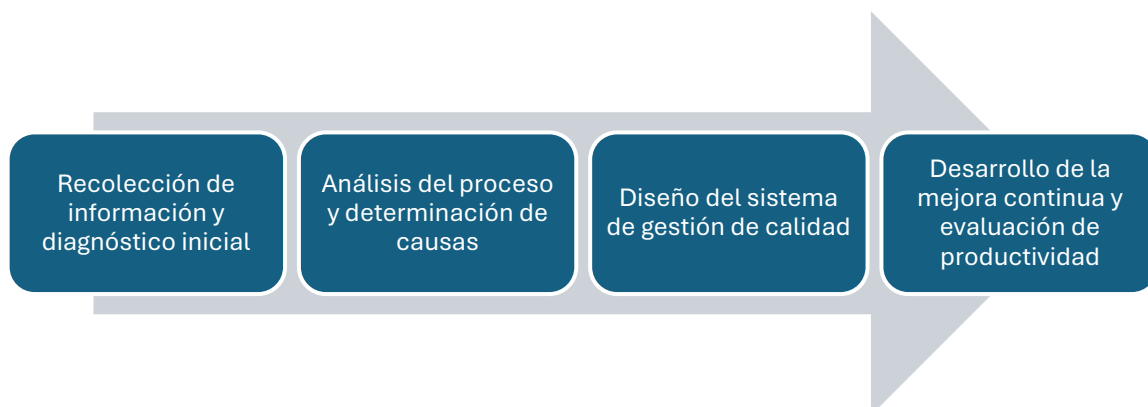 Recolección de
información y
diagnóstico inicial
Análisis del proceso
y determinación de
causas
Diseño del sistema
de gestión de calidad
Desarrollo de la
mejora continua y
evaluación de
productividad